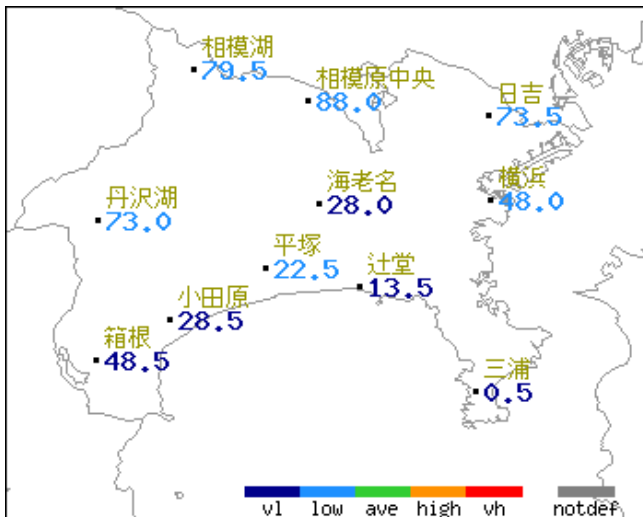 相模湖
79.5
相模原中央
88.0
日吉
73.5
丹沢湖
73.0
海老名
28.0
横浜
48.0
平塚
22.5
辻堂
13.5
小田原
28.5
箱根
48.5
三浦
0.5
vl low ave high vh notdef